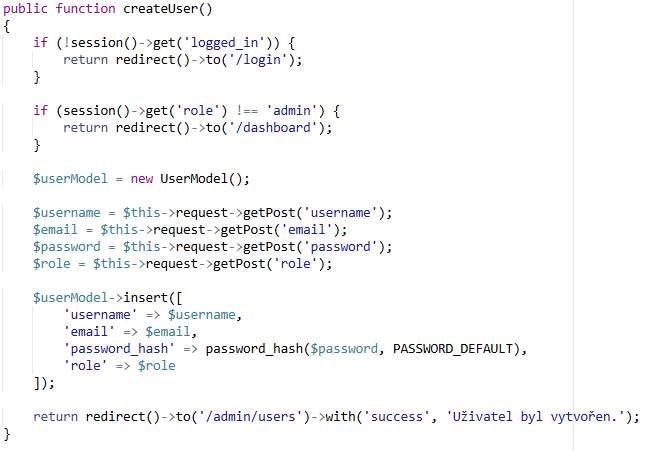 public function createUser()
{
    if (!session()->get('logged_in')) {
        return redirect()->to('/login');
    }

    if (session()->get('role') !== 'admin') {
        return redirect()->to('/dashboard');
    }

    $userModel = new UserModel();

    $username = $this->request->getPost('username');
    $email = $this->request->getPost('email');
    $password = $this->request->getPost('password');
    $role = $this->request->getPost('role');

    $userModel->insert([
        'username' => $username,
        'email' => $email,
        'password_hash' => password_hash($password, PASSWORD_DEFAULT),
        'role' => $role
    ]);

    return redirect()->to('/admin/users')->with('success', 'Uživatel byl vytvořen.');
}